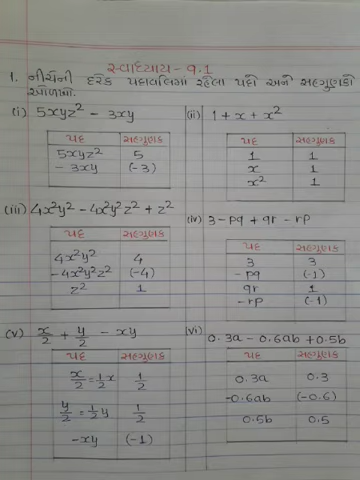 સ્વાધ્યાય - 9.1
1. નીચેની દરેક પદાવલિમાં રહેલા પદો અને સહગુણકો
ઓળખો.
(i) 5xyz² - 3xy
પદ સહગુણક
5xyz² 5
- 3xy (-3)
(ii) 1 + x + x²
પદ સહગુણક
1 1
x 1
x² 1
(iii) 4x²y² - 4x²y²z² + z²
પદ સહગુણક
4x²y² 4
-4x²y²z² (-4)
z² 1
(iv) 3 - pq + qr - rp
પદ સહગુણક
3 3
-pq (-1)
qr 1
-rp (-1)
(v) x/2 + y/2 - xy
પદ સહગુણક
x/2 = 1/2 x 1/2
y/2 = 1/2 y 1/2
-xy (-1)
(vi) 0.3a - 0.6ab + 0.5b
પદ સહગુણક
0.3a 0.3
-0.6ab (-0.6)
0.5b 0.5